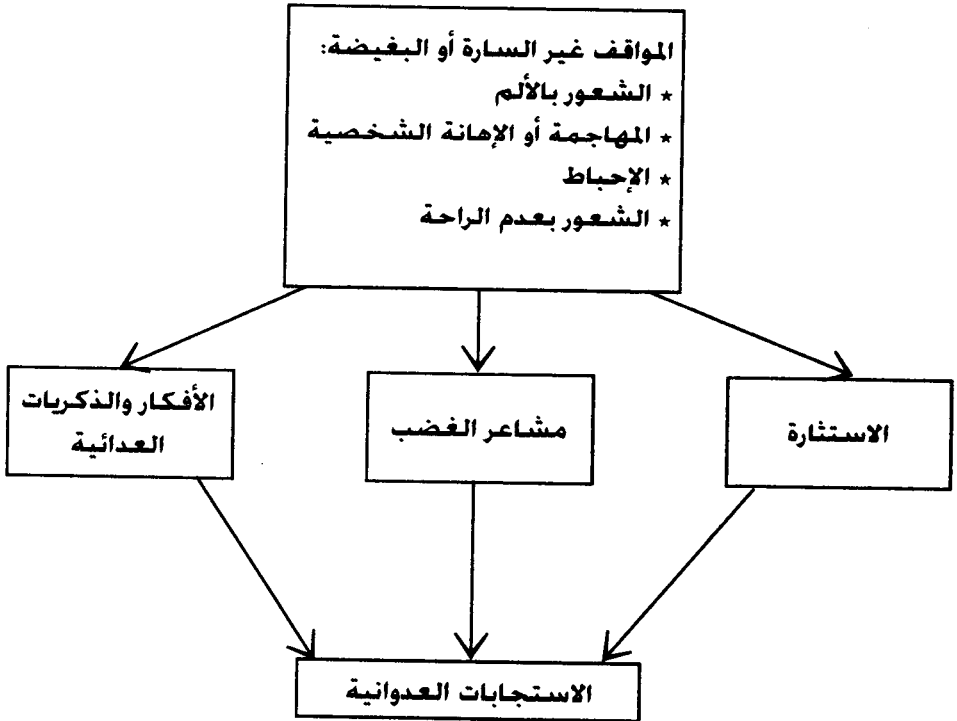 المواقف غير السارة أو البغيضة:
* الشعور بالألم
* المهاجمة أو الإهانة الشخصية
* الإحباط
* الشعور بعدم الراحة
الاستثارة
مشاعر الغضب
الأفكار والذكريات
العدائية
الاستجابات العدوانية